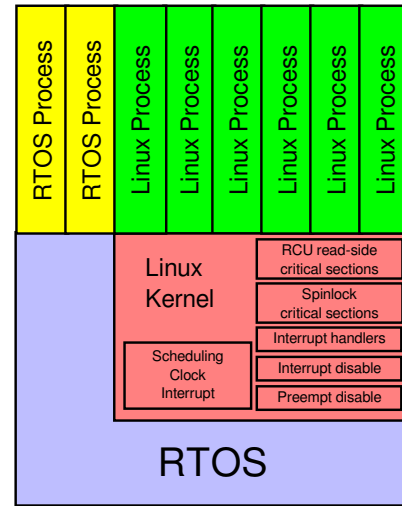 RTOS Process
RTOS Process
Linux Process
Linux Process
Linux Process
Linux Process
Linux Process
Linux Process
Linux
Kernel
RCU read-side
critical sections
Spinlock
critical sections
Interrupt handlers
Scheduling
Clock
Interrupt
Interrupt disable
Preempt disable
RTOS